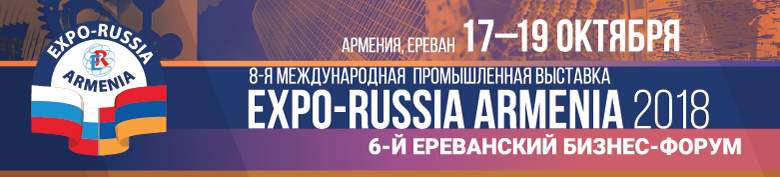 EXPO-RUSSIA
ER
ARMENIA
АРМЕНИЯ, ЕРЕВАН 17–19 ОКТЯБРЯ
8-Я МЕЖДУНАРОДНАЯ ПРОМЫШЛЕННАЯ ВЫСТАВКА
EXPO-RUSSIA ARMENIA 2018
6-Й ЕРЕВАНСКИЙ БИЗНЕС-ФОРУМ